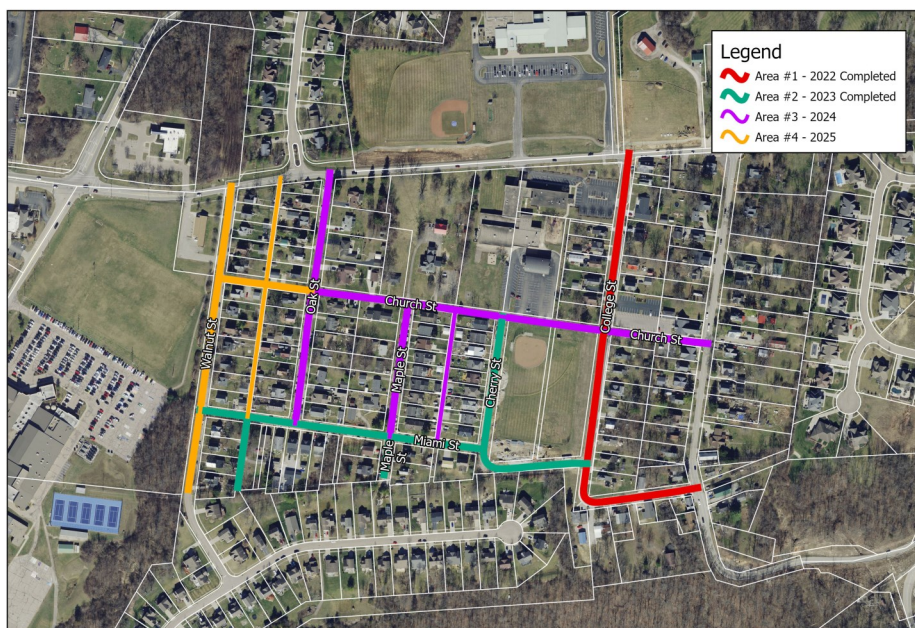 Legend
Area #1 - 2022 Completed
Area #2 - 2023 Completed
Area #3 - 2024
Area #4 - 2025
Walnut St
Oak St
Church St
Maple St
Maple
St
Miami St
Cherry St
College St
Church St